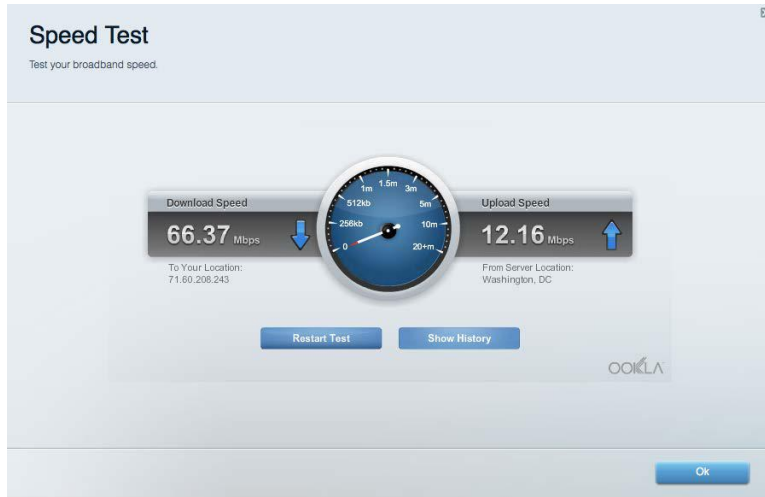 Speed Test
Test your broadband speed.
Download Speed
66.37 Mbps
To Your Location:
71.60.208.243
0
256kb
512kb
1m
1.5m
3m
5m
10m
20+m
Upload Speed
12.16 Mbps
From Server Location:
Washington, DC
Restart Test
Show History
OOKLA
Ok